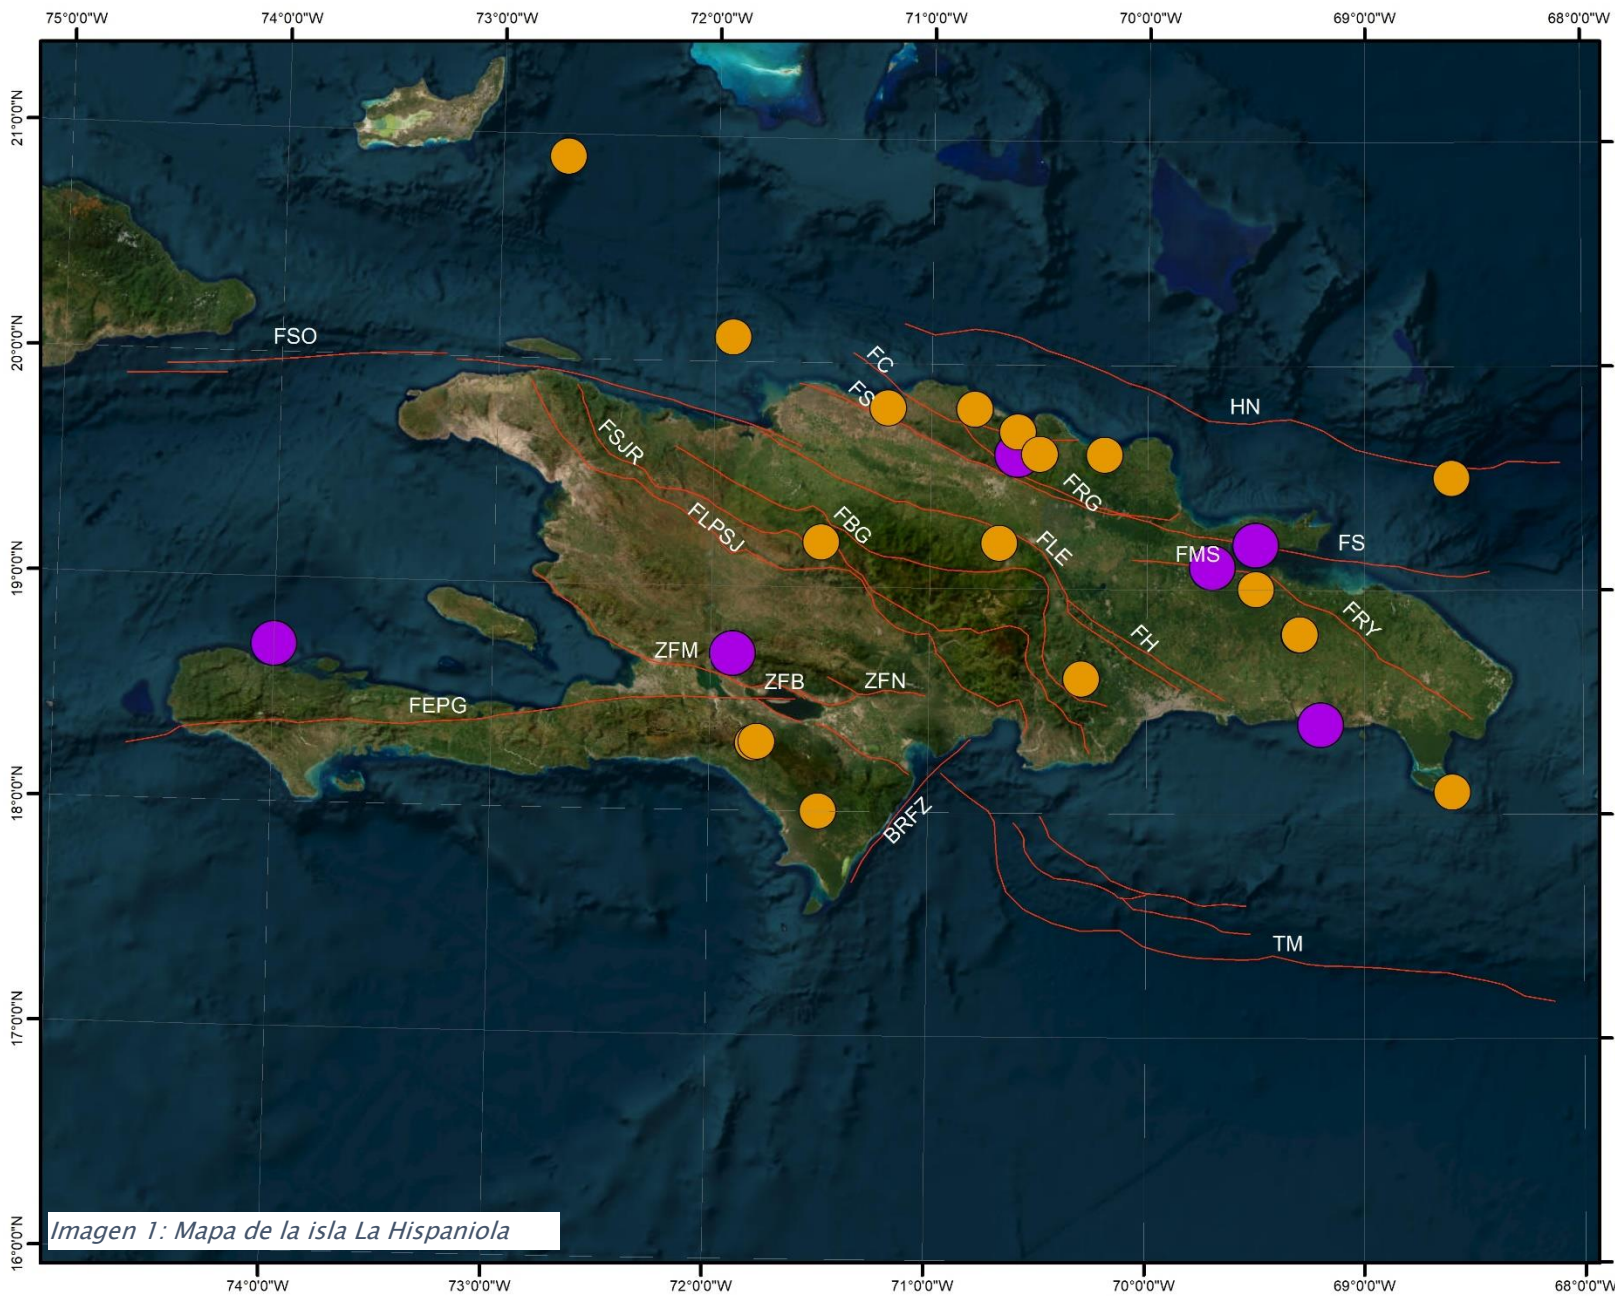 75°0'0"W 74°0'0"W 73°0'0"W 72°0'0"W 71°0'0"W 70°0'0"W 69°0'0"W 68°0'0"W
21°0'0"N
20°0'0"N
19°0'0"N
18°0'0"N
17°0'0"N
16°0'0"N
FSO
FC
FS
HN
FSJR
FRG
FLPSJ
FBG
FLE
FMS
FS
FRY
FH
ZFM
ZFB
ZFN
FEPG
BRFZ
TM
Imagen 1: Mapa de la isla La Hispaniola
74°0'0"W 73°0'0"W 72°0'0"W 71°0'0"W 70°0'0"W 69°0'0"W 68°0'0"W